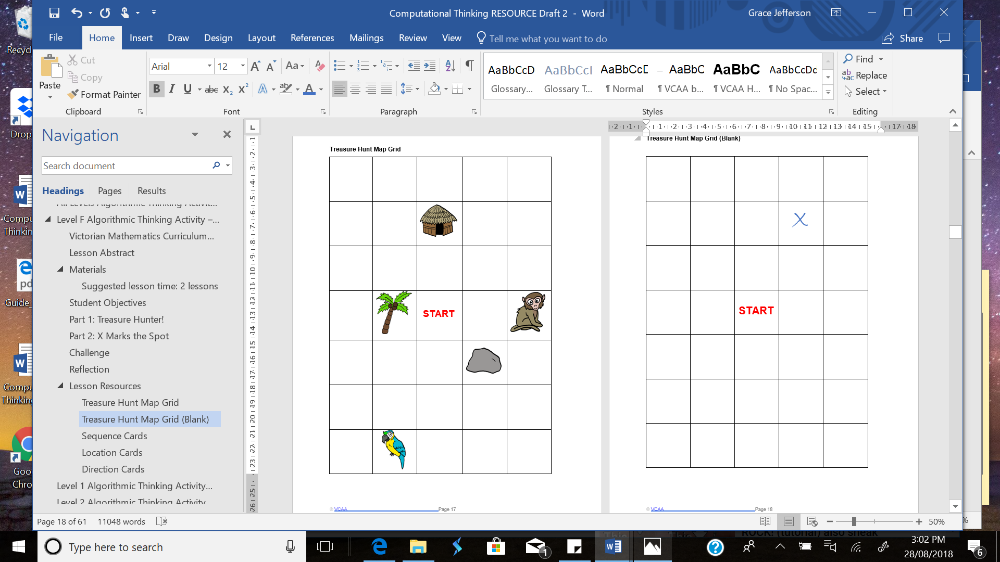 Computational Thinking RESOURCE Draft 2 - Word
Grace Jefferson
File Home Insert Draw Design Layout References Mailings Review View Tell me what you want to do Share
Paste
Cut
Copy
Format Painter
Clipboard
Arial 12
Font
Paragraph
AaBbCcD AaBbCcI AaBbCcD – AaBbC AaBbC AaBbCcDc
Glossary... Glossary T... ¶ Normal ¶ VCAA b... ¶ VCAA H... ¶ No Spac...
Styles
Find
Replace
Select
Editing
Navigation
Search document
Headings Pages Results
Level F Algorithmic Thinking Activity –...
Victorian Mathematics Curriculum...
Lesson Abstract
Materials
Suggested lesson time: 2 lessons
Student Objectives
Part 1: Treasure Hunter!
Part 2: X Marks the Spot
Challenge
Reflection
Lesson Resources
Treasure Hunt Map Grid
Treasure Hunt Map Grid (Blank)
Sequence Cards
Location Cards
Direction Cards
Level 1 Algorithmic Thinking Activity...
Level 2 Algorithmic Thinking Activity
Treasure Hunt Map Grid
START
© VCAA Page 17
Treasure Hunt Map Grid (Blank)
X
START
© VCAA Page 18
Page 18 of 61 11048 words
50%
Type here to search
1
3:02 PM
28/08/2018
6